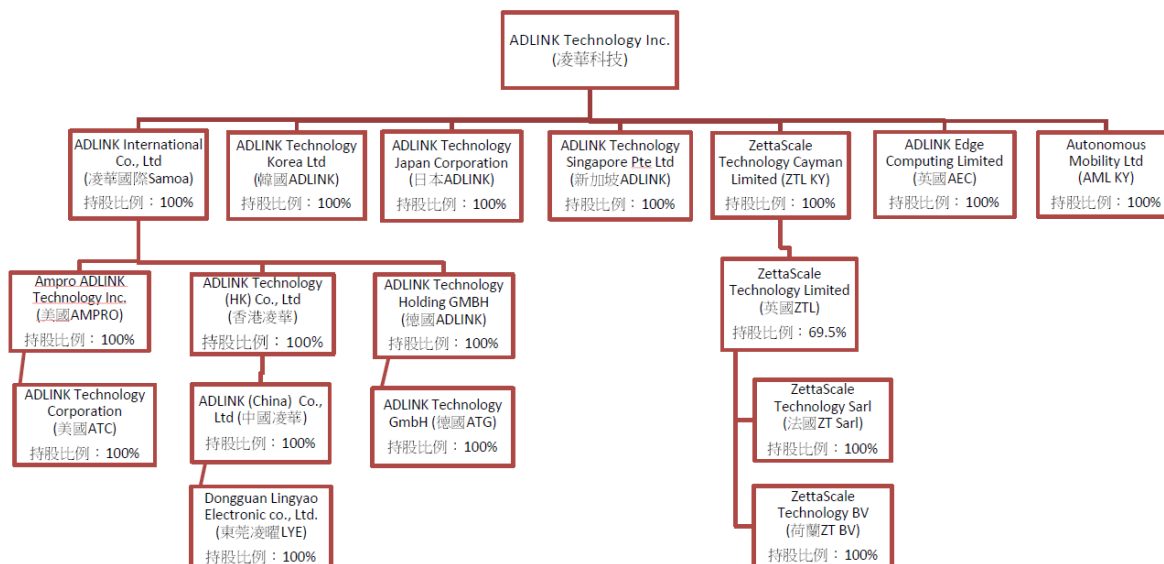 ADLINK Technology Inc.
(凌華科技)
ADLINK International
Co., Ltd
(凌華國際Samoa)
持股比例：100%
ADLINK Technology
Korea Ltd
(韓國ADLINK)
持股比例：100%
ADLINK Technology
Japan Corporation
(日本ADLINK)
持股比例：100%
ADLINK Technology
Singapore Pte Ltd
(新加坡ADLINK)
持股比例：100%
ZettaScale
Technology Cayman
Limited (ZTL KY)
持股比例：100%
ADLINK Edge
Computing Limited
(英國AEC)
持股比例：100%
Autonomous
Mobility Ltd
(AML KY)
持股比例：100%
Ampro ADLINK
Technology Inc.
(美國AMPRO)
持股比例：100%
ADLINK Technology
(HK) Co., Ltd
(香港凌華)
持股比例：100%
ADLINK Technology
Holding GMBH
(德國ADLINK)
持股比例：100%
ZettaScale
Technology Limited
(英國ZTL)
持股比例：69.5%
ADLINK Technology
Corporation
(美國ATC)
持股比例：100%
ADLINK (China) Co.,
Ltd (中國凌華)
持股比例：100%
ADLINK Technology
GmbH (德國ATG)
持股比例：100%
ZettaScale
Technology Sarl
(法國ZT Sarl)
持股比例：100%
Dongguan Lingyao
Electronic co., Ltd.
(東莞凌曜LYE)
持股比例：100%
ZettaScale
Technology BV
(荷蘭ZT BV)
持股比例：100%